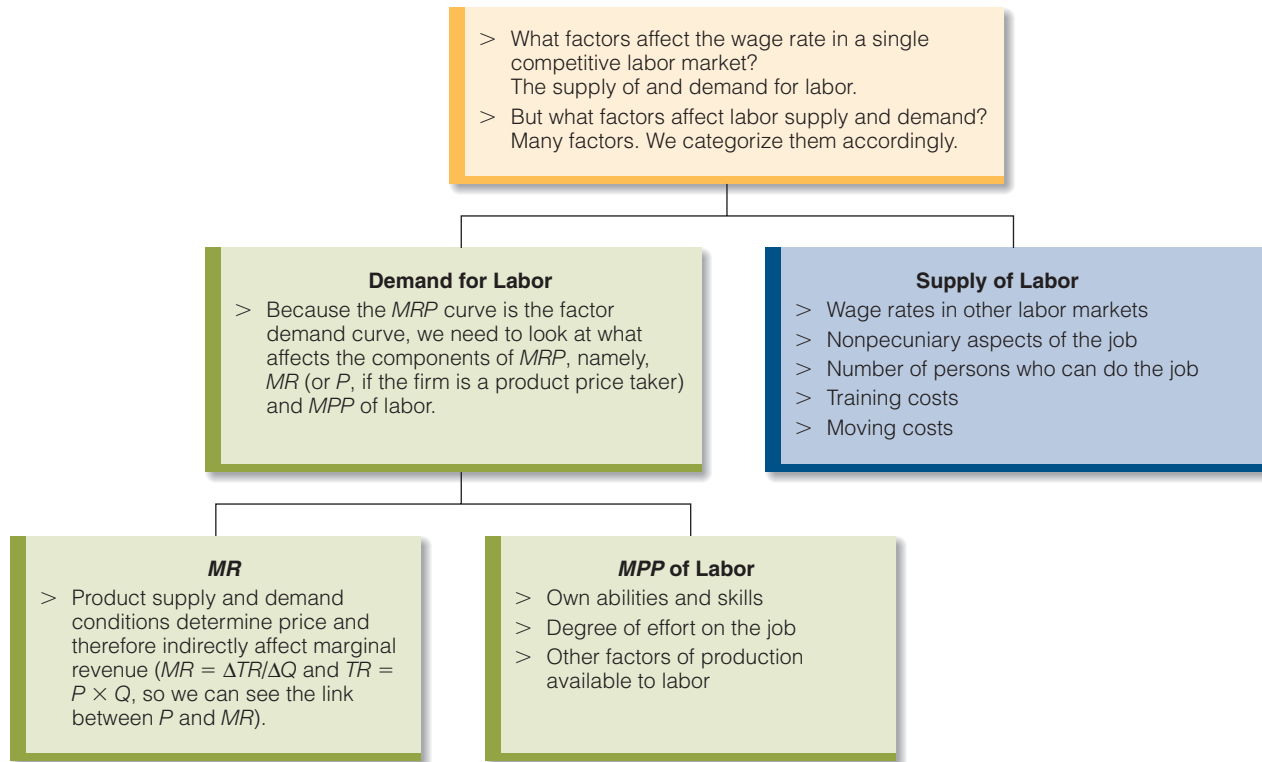 > What factors affect the wage rate in a single
competitive labor market?
The supply of and demand for labor.
> But what factors affect labor supply and demand?
Many factors. We categorize them accordingly.
Demand for Labor
> Because the MRP curve is the factor
demand curve, we need to look at what
affects the components of MRP, namely,
MR (or P, if the firm is a product price taker)
and MPP of labor.
Supply of Labor
> Wage rates in other labor markets
> Nonpecuniary aspects of the job
> Number of persons who can do the job
> Training costs
> Moving costs
MR
> Product supply and demand
conditions determine price and
therefore indirectly affect marginal
revenue (MR = ΔTR/ΔQ and TR =
P × Q, so we can see the link
between P and MR).
MPP of Labor
> Own abilities and skills
> Degree of effort on the job
> Other factors of production
available to labor